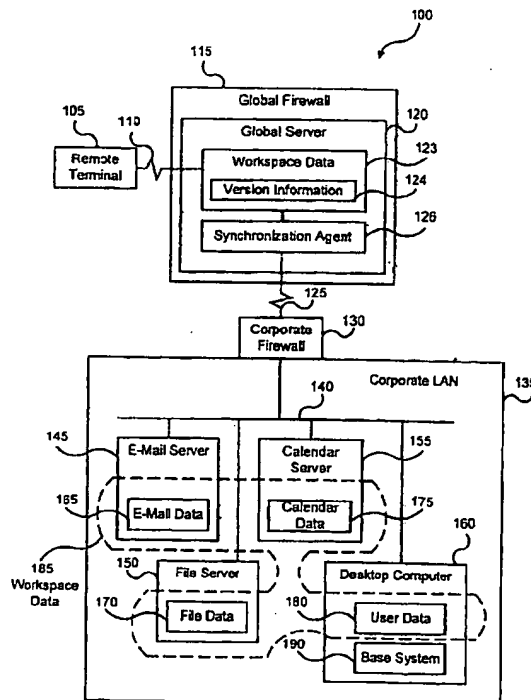 100
115
Global Firewall
120
Global Server
105
110
Remote Terminal
Workspace Data
123
Version Information
124
Synchronization Agent
126
125
Corporate Firewall
130
Corporate LAN
135
140
145
E-Mail Server
Calendar Server
155
165
E-Mail Data
Calendar Data
175
160
185
Workspace Data
150
File Server
Desktop Computer
170
File Data
180
User Data
190
Base System